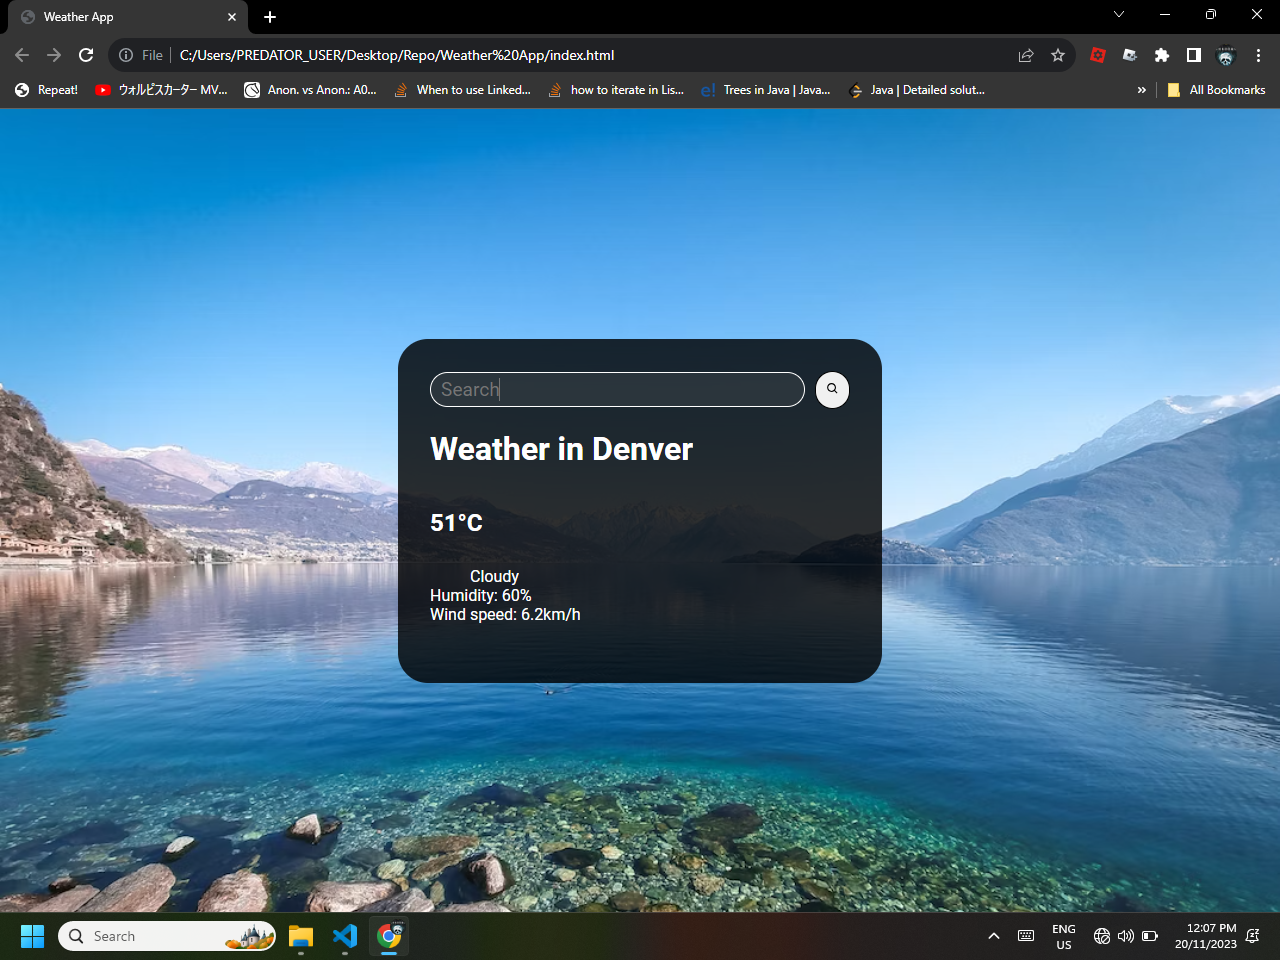 Weather App
File
C:/Users/PREDATOR_USER/Desktop/Repo/Weather%20App/index.html
Repeat!
ウォルピスカーター MV...
Anon. vs Anon.: A0...
When to use Linked...
how to iterate in Lis...
e!
Trees in Java | Java...
Java | Detailed solut...
»
All Bookmarks
Search
Weather in Denver
51°C
Cloudy
Humidity: 60%
Wind speed: 6.2km/h
Search
ENG
US
12:07 PM
20/11/2023